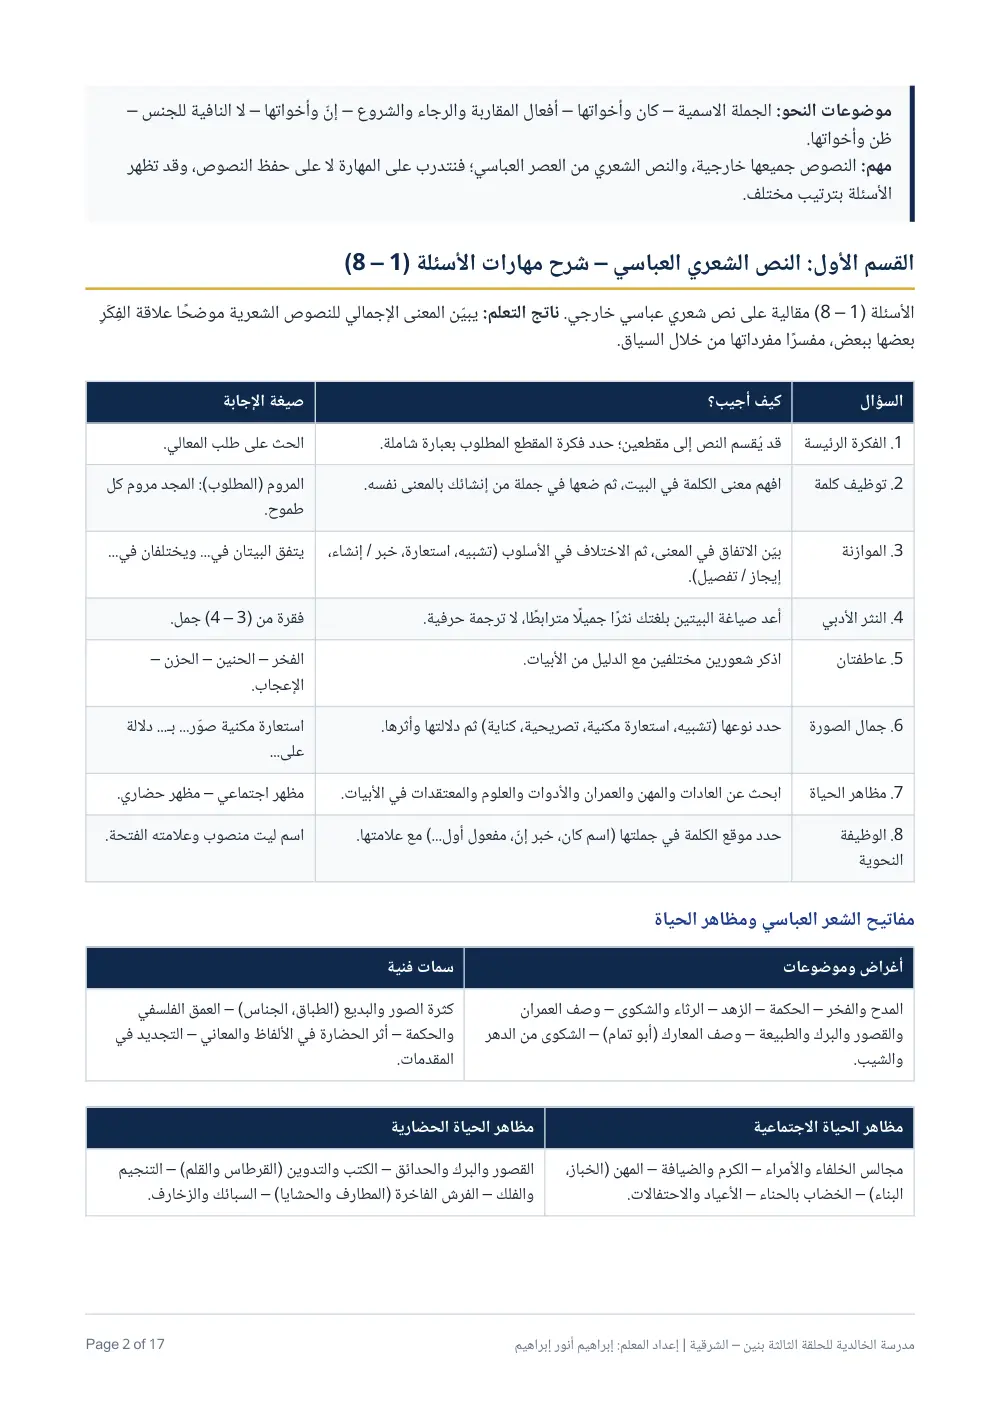 موضوعات النحو: الجملة الاسمية – كان وأخواتها – أفعال المقاربة والرجاء والشروع – إنّ وأخواتها – لا النافية للجنس –
ظن وأخواتها.
مهم: النصوص جميعها خارجية، والنص الشعري من العصر العباسي؛ فنتدرب على المهارة لا على حفظ النصوص، وقد تظهر
الأسئلة بترتيب مختلف.
القسم الأول: النص الشعري العباسي – شرح مهارات الأسئلة (1 – 8)
الأسئلة (1 – 8) مقالية على نص شعري عباسي خارجي. ناتج التعلم: يبيّن المعنى الإجمالي للنصوص الشعرية موضحًا علاقة الفِكَرِ
بعضها ببعض، مفسرًا مفرداتها من خلال السياق.
السؤال
كيف أجيب؟
صيغة الإجابة
1. الفكرة الرئيسة
قد يُقسم النص إلى مقطعين؛ حدد فكرة المقطع المطلوب بعبارة شاملة.
الحث على طلب المعالي.
2. توظيف كلمة
افهم معنى الكلمة في البيت، ثم ضعها في جملة من إنشائك بالمعنى نفسه.
المروم (المطلوب): المجد مروم كل
طموح.
3. الموازنة
بيّن الاتفاق في المعنى، ثم الاختلاف في الأسلوب (تشبيه، استعارة، خبر / إنشاء،
إيجاز / تفصيل).
يتفق البيتان في... ويختلفان في...
4. النثر الأدبي
أعد صياغة البيتين بلغتك نثرًا جميلًا مترابطًا، لا ترجمة حرفية.
فقرة من (3 – 4) جمل.
5. عاطفتان
اذكر شعورين مختلفين مع الدليل من الأبيات.
الفخر – الحنين – الحزن –
الإعجاب.
6. جمال الصورة
حدد نوعها (تشبيه، استعارة مكنية، تصريحية، كناية) ثم دلالتها وأثرها.
استعارة مكنية صوّر... بـ... دلالة
على...
7. مظاهر الحياة
ابحث عن العادات والمهن والعمران والأدوات والعلوم والمعتقدات في الأبيات.
مظهر اجتماعي – مظهر حضاري.
8. الوظيفة
النحوية
حدد موقع الكلمة في جملتها (اسم كان، خبر إنّ، مفعول أول...) مع علامتها.
اسم ليت منصوب وعلامته الفتحة.
مفاتيح الشعر العباسي ومظاهر الحياة
أغراض وموضوعات
سمات فنية
المدح والفخر – الحكمة – الزهد – الرثاء والشكوى – وصف العمران
والقصور والبرك والطبيعة – وصف المعارك (أبو تمام) – الشكوى من الدهر
والشيب.
كثرة الصور والبديع (الطباق، الجناس) – العمق الفلسفي
والحكمة – أثر الحضارة في الألفاظ والمعاني – التجديد في
المقدمات.
مظاهر الحياة الاجتماعية
مظاهر الحياة الحضارية
مجالس الخلفاء والأمراء – الكرم والضيافة – المهن (الخباز،
البناء) – الخضاب بالحناء – الأعياد والاحتفالات.
القصور والبرك والحدائق – الكتب والتدوين (القرطاس والقلم) – التنجيم
والفلك – الفرش الفاخرة (المطارف والحشايا) – السبائك والزخارف.
مدرسة الخالدية للحلقة الثالثة بنين – الشرقية | إعداد المعلم: إبراهيم أنور إبراهيم
Page 2 of 17